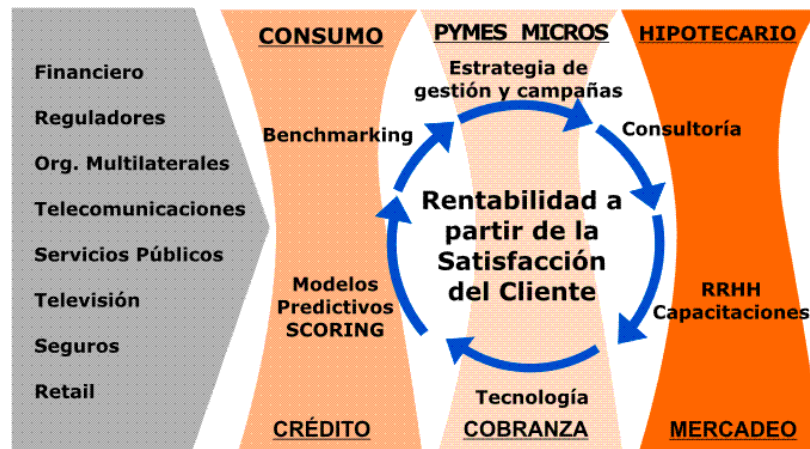 Financiero
Reguladores
Org. Multilaterales
Telecomunicaciones
Servicios Públicos
Televisión
Seguros
Retail
CONSUMO
PYMES MICROS
HIPOTECARIO
Estrategia de
gestión y campañas
Benchmarking
Consultoría
Rentabilidad a
partir de la
Satisfacción
del Cliente
Modelos
Predictivos
SCORING
RRHH
Capacitaciones
Tecnología
CRÉDITO
COBRANZA
MERCADEO